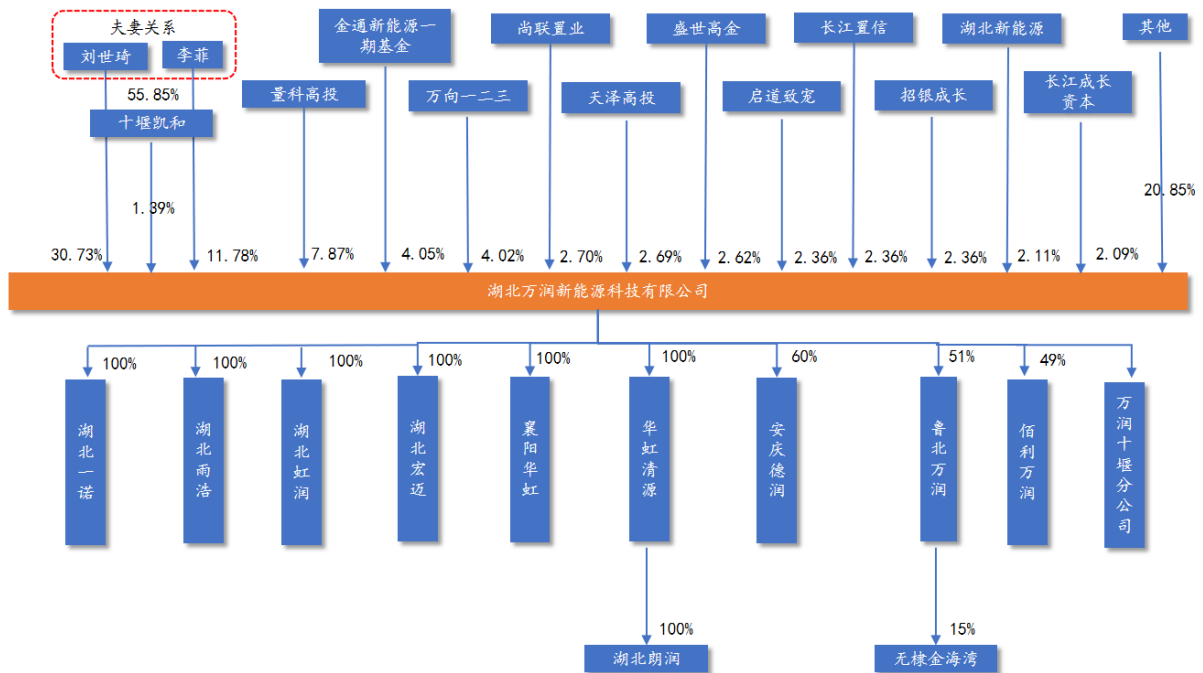 夫妻关系
刘世琦
李菲
金通新能源一
期基金
尚联置业
盛世高金
长江置信
湖北新能源
其他
55.85%
十堰凯和
量科高投
万向一二三
天泽高投
启道致宠
招银成长
长江成长
资本
1.39%
20.85%
30.73%
11.78%
7.87%
4.05%
4.02%
2.70%
2.69%
2.62%
2.36%
2.36%
2.36%
2.11%
2.09%
湖北万润新能源科技有限公司
100%
100%
100%
100%
100%
100%
60%
51%
49%
湖北一诺
湖北雨浩
湖北虹润
湖北宏迈
襄阳华虹
华虹清源
安庆德润
鲁北万润
佰利万润
万润十堰分公司
100%
15%
湖北朗润
无棣金海湾